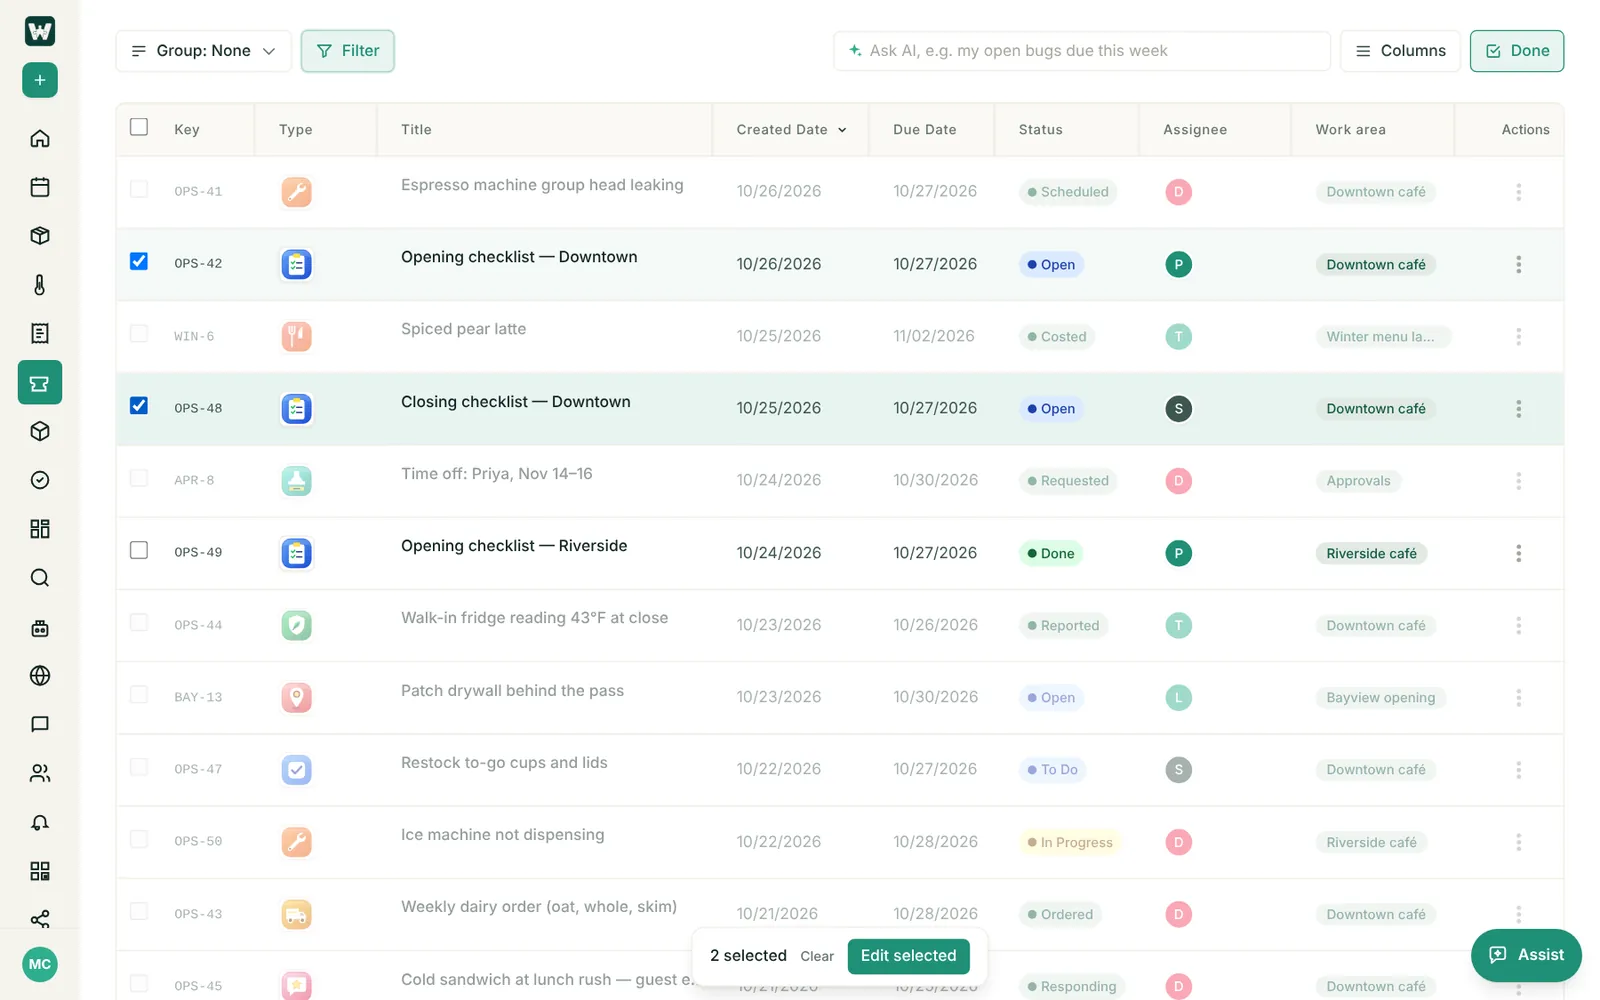 W
Group: None
Filter
Ask AI, e.g. my open bugs due this week
Columns
Done
Key Type Title Created Date Due Date Status Assignee Work area Actions
OPS-41 Espresso machine group head leaking 10/26/2026 10/27/2026 Scheduled D Downtown café
OPS-42 Opening checklist — Downtown 10/26/2026 10/27/2026 Open P Downtown café
WIN-6 Spiced pear latte 10/25/2026 11/02/2026 Costed T Winter menu la...
OPS-48 Closing checklist — Downtown 10/25/2026 10/27/2026 Open S Downtown café
APR-8 Time off: Priya, Nov 14–16 10/24/2026 10/30/2026 Requested D Approvals
OPS-49 Opening checklist — Riverside 10/24/2026 10/27/2026 Done P Riverside café
OPS-44 Walk-in fridge reading 43°F at close 10/23/2026 10/26/2026 Reported T Downtown café
BAY-13 Patch drywall behind the pass 10/23/2026 10/30/2026 Open L Bayview opening
OPS-47 Restock to-go cups and lids 10/22/2026 10/27/2026 To Do S Downtown café
OPS-50 Ice machine not dispensing 10/22/2026 10/28/2026 In Progress D Riverside café
OPS-43 Weekly dairy order (oat, whole, skim) 10/21/2026 10/28/2026 Ordered D Downtown café
2 selected Clear Edit selected
Assist
MC
OPS-45 Cold sandwich at lunch rush — guest e... Responding D Downtown café